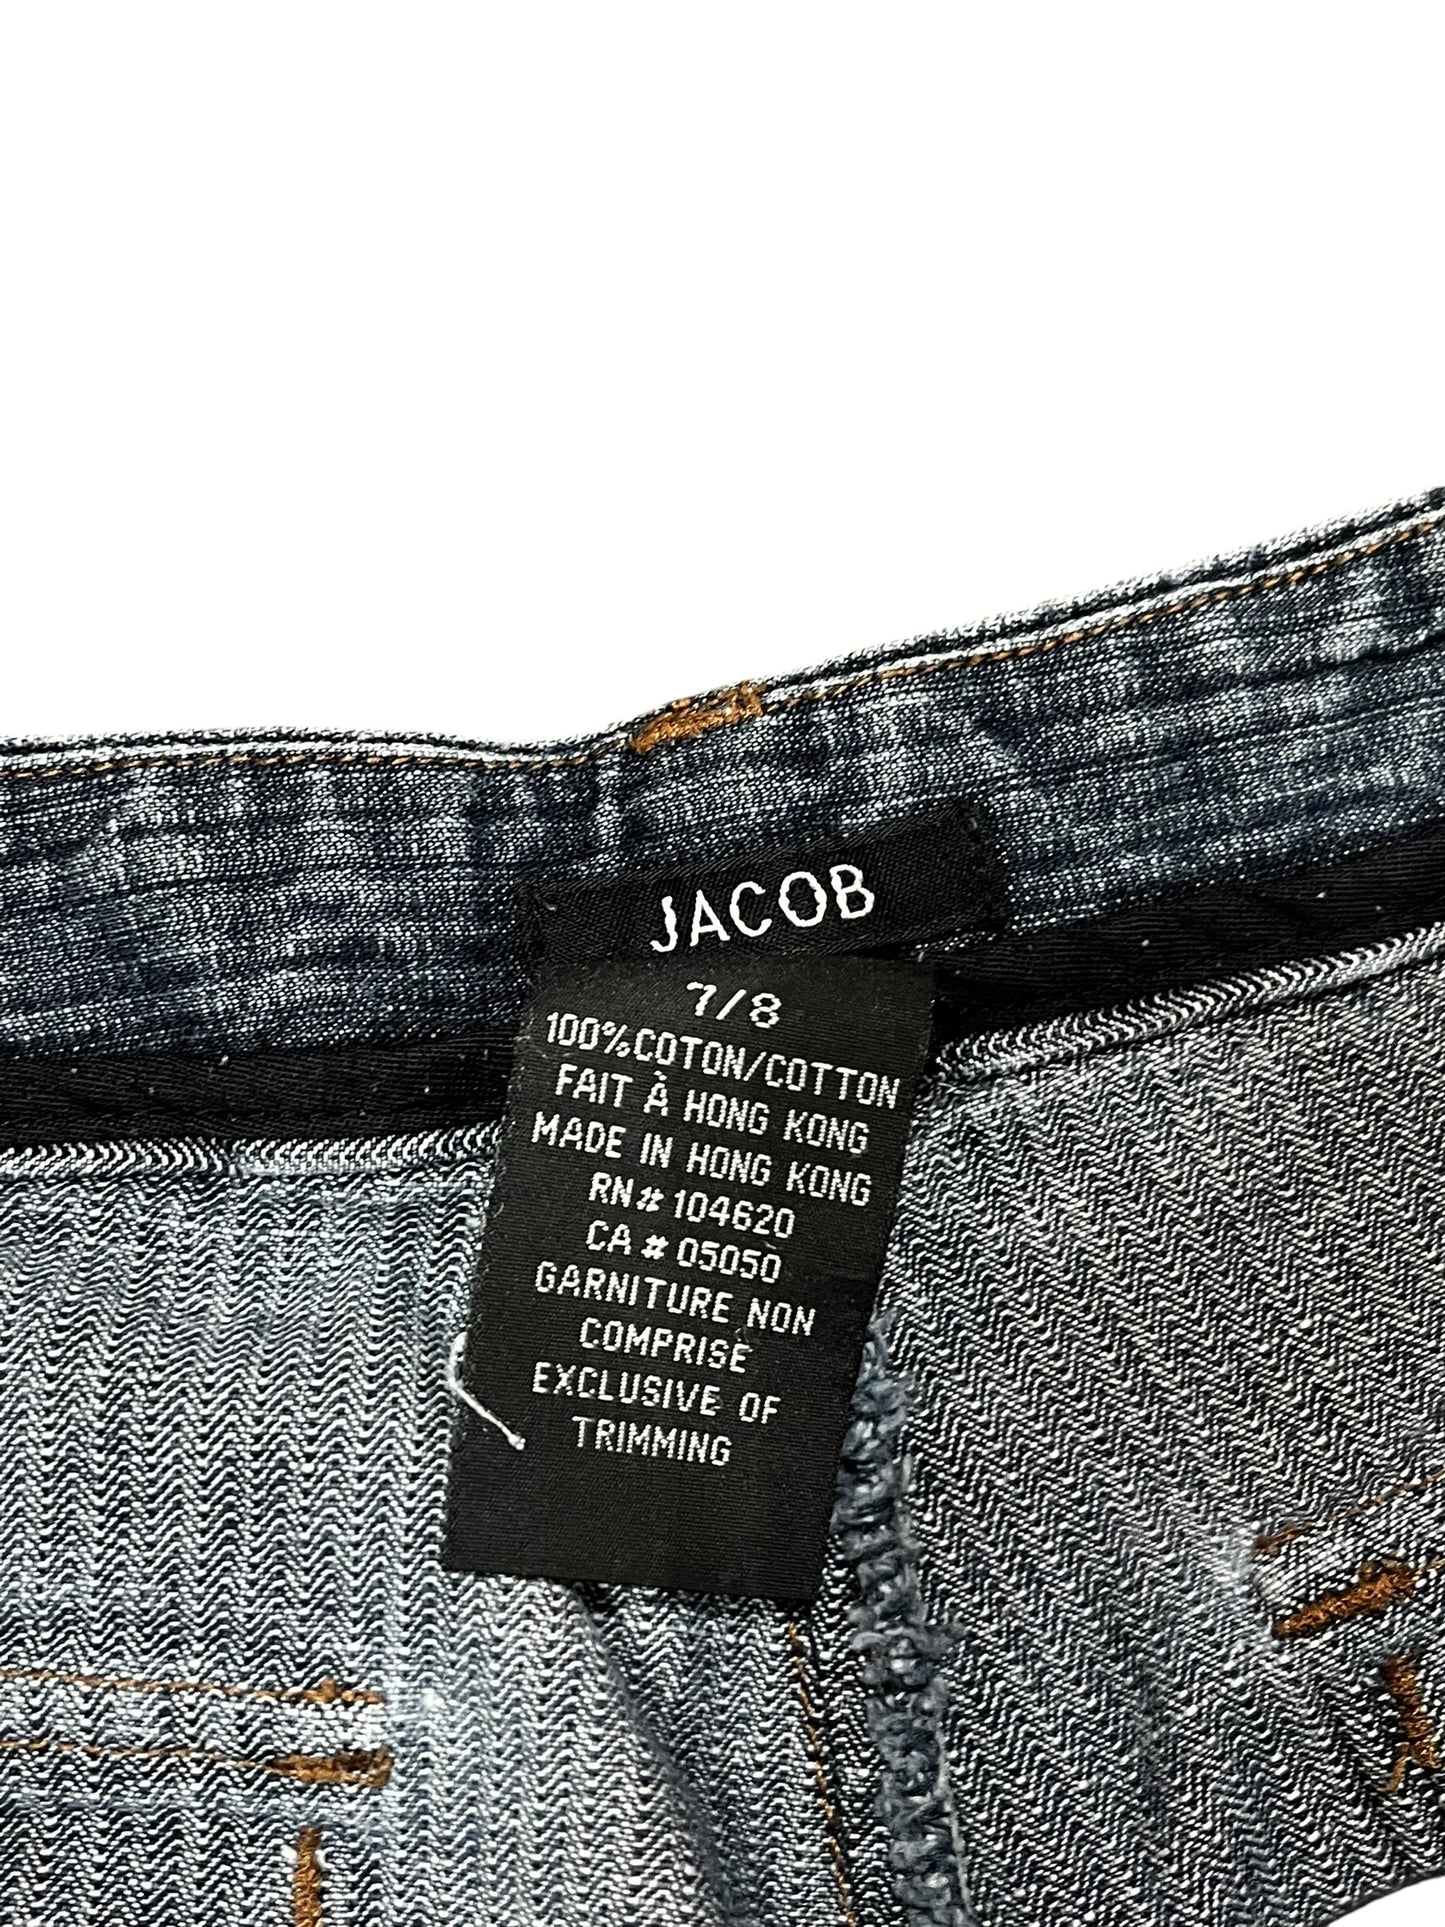 JACOB
7/8
100%COTON/COTTON
FAIT À HONG KONG
MADE IN HONG KONG
RN# 104620
CA # 05050
GARNITURE NON
COMPRISE
EXCLUSIVE OF
TRIMMING